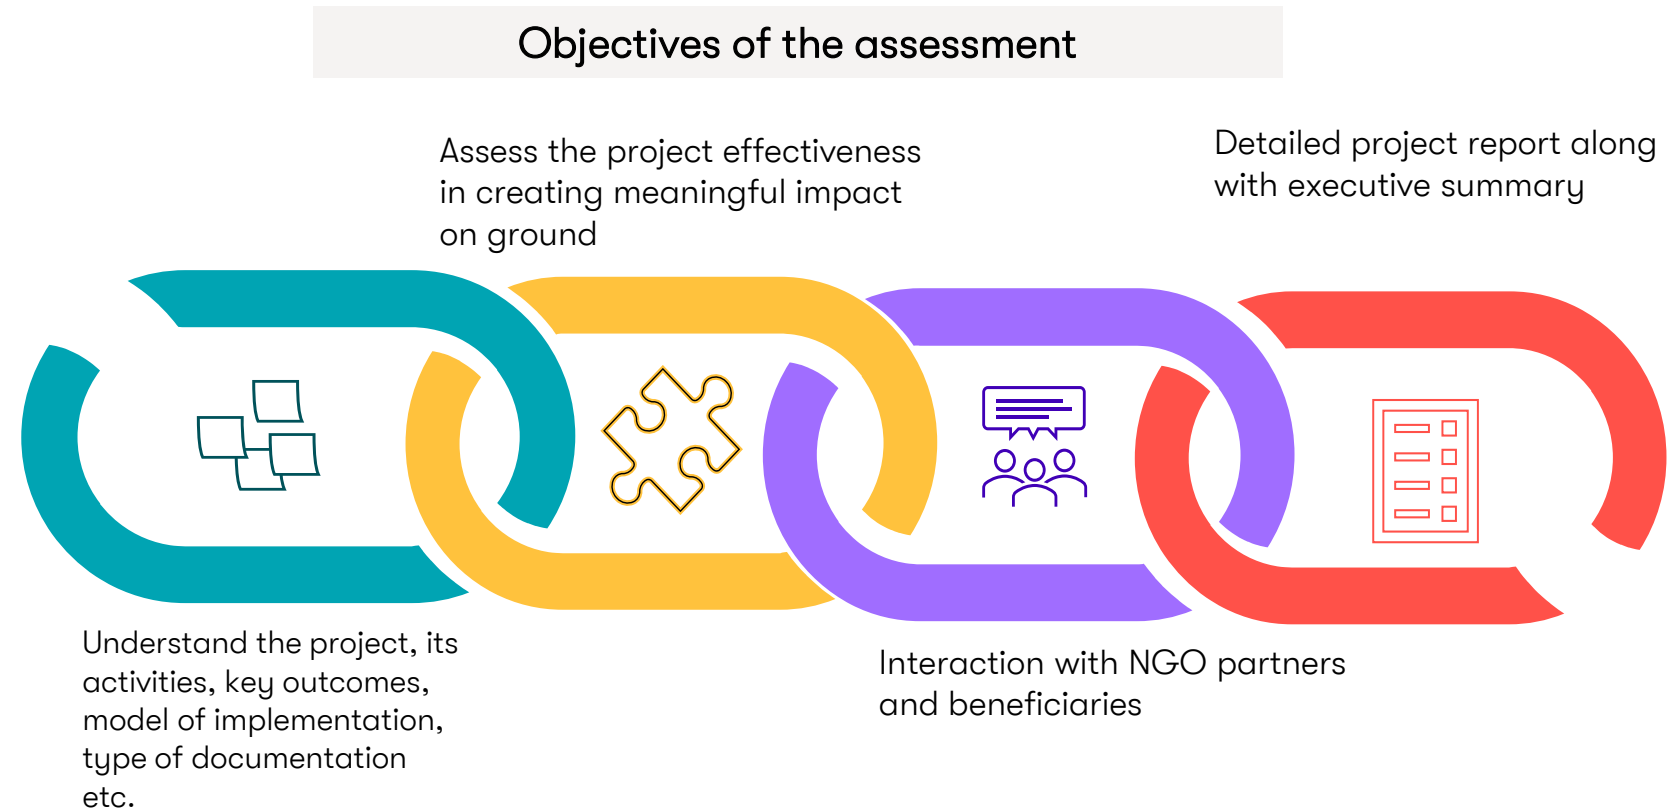 Objectives of the assessment
Assess the project effectiveness
in creating meaningful impact
on ground
Detailed project report along
with executive summary
Understand the project, its
activities, key outcomes,
model of implementation,
type of documentation
etc.
Interaction with NGO partners
and beneficiaries